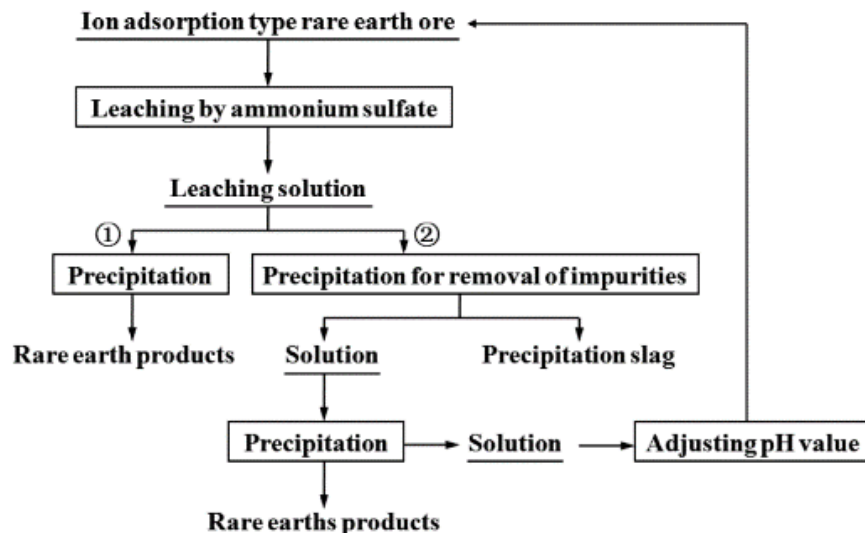 Ion adsorption type rare earth ore
Leaching by ammonium sulfate
Leaching solution
① ②
Precipitation
Precipitation for removal of impurities
Rare earth products
Solution
Precipitation slag
Precipitation
Solution
Adjusting pH value
Rare earths products